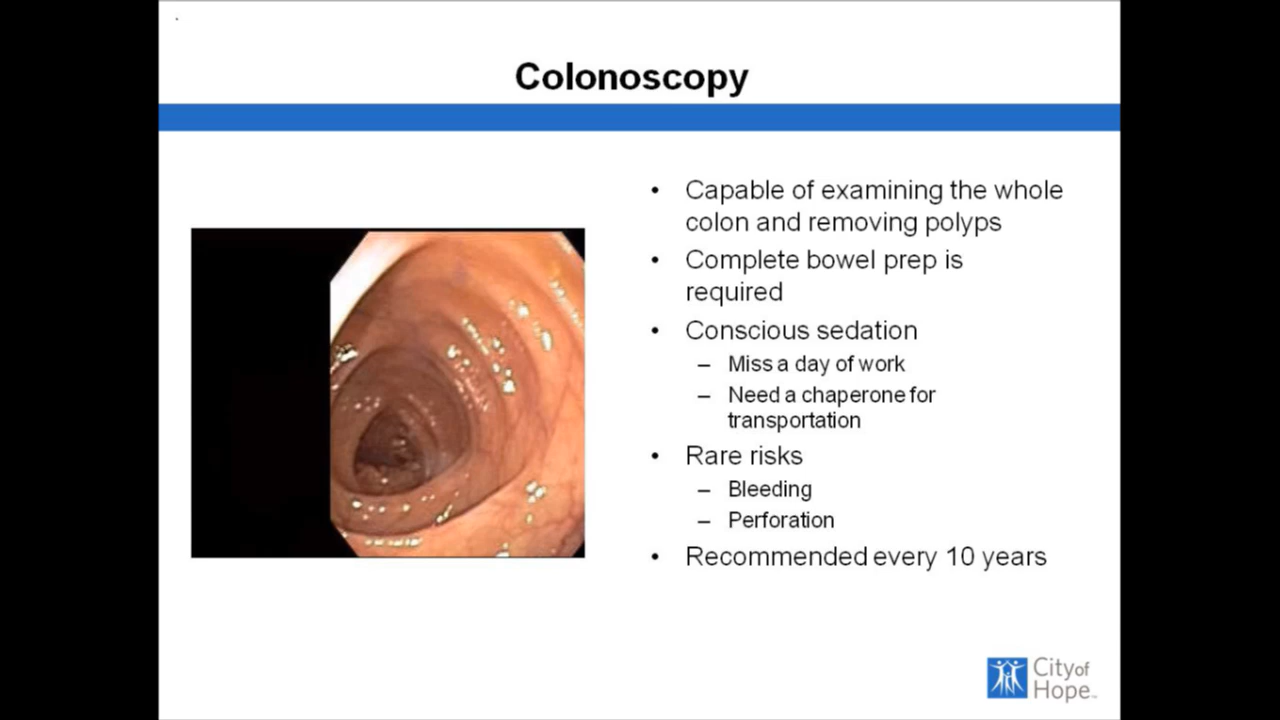 Colonoscopy
• Capable of examining the whole
colon and removing polyps
• Complete bowel prep is
required
• Conscious sedation
– Miss a day of work
– Need a chaperone for
transportation
• Rare risks
– Bleeding
– Perforation
• Recommended every 10 years
City of
Hope™